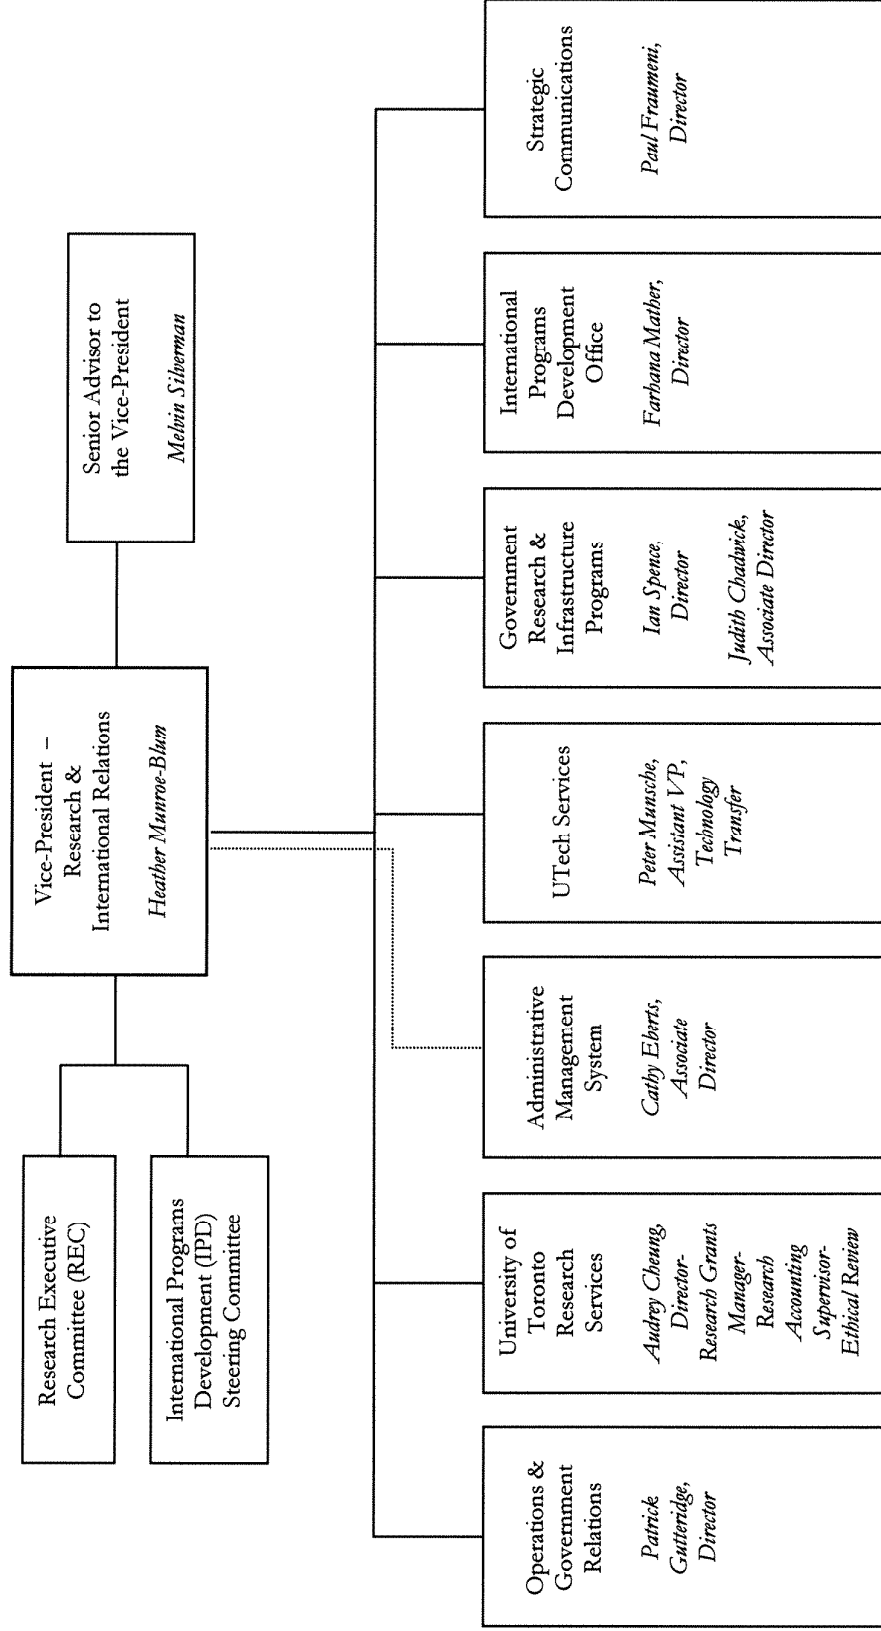 Research Executive
Committee (REC)
International Programs
Development (IPD)
Steering Committee
Vice-President –
Research &
International Relations
Heather Munroe-Blum
Senior Advisor to
the Vice-President
Melvin Silverman
Operations &
Government
Relations
Patrick
Gutteridge,
Director
University of
Toronto
Research
Services
Audrey Cheung,
Director-
Research Grants
Manager-
Research
Accounting
Supervisor-
Ethical Review
Administrative
Management
System
Cathy Eberts,
Associate
Director
UTech Services
Peter Munsche,
Assistant VP,
Technology
Transfer
Government
Research &
Infrastructure
Programs
Ian Spence,
Director
Judith Chadwick,
Associate Director
International
Programs
Development
Office
Farhana Mather,
Director
Strategic
Communications
Paul Fraumeni,
Director